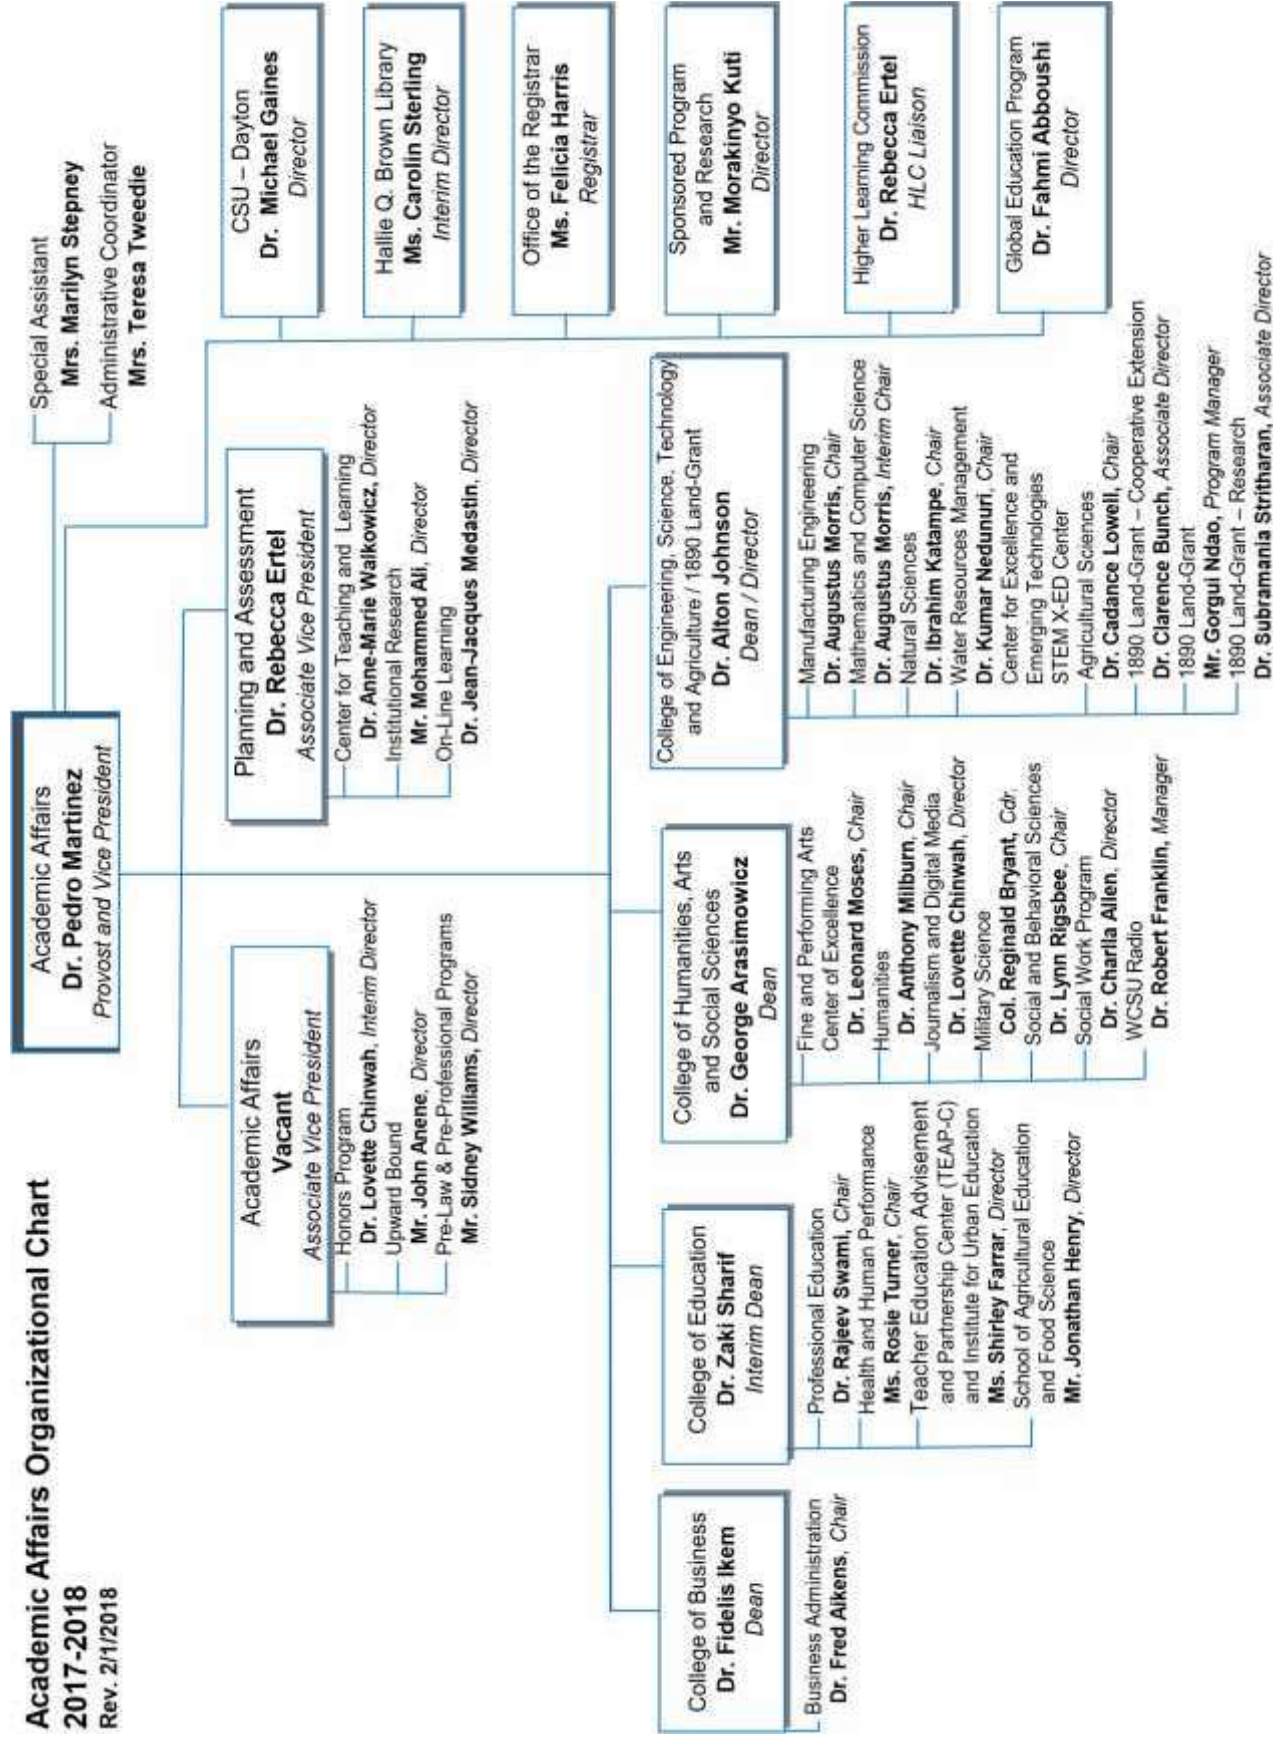 Academic Affairs Organizational Chart
2017-2018
Rev. 2/1/2018
Academic Affairs
Dr. Pedro Martinez
Provost and Vice President
Special Assistant
Mrs. Marilyn Stepney
Administrative Coordinator
Mrs. Teresa Tweedie
Academic Affairs
Vacant
Associate Vice President
Honors Program
Dr. Lovette Chinwah, Interim Director
Upward Bound
Mr. John Anene, Director
Pre-Law & Pre-Professional Programs
Mr. Sidney Williams, Director
Planning and Assessment
Dr. Rebecca Ertel
Associate Vice President
Center for Teaching and Learning
Dr. Anne-Marie Walkowicz, Director
Institutional Research
Mr. Mohammed Ali, Director
On-Line Learning
Dr. Jean-Jacques Medastin, Director
CSU – Dayton
Dr. Michael Gaines
Director
Hallie Q. Brown Library
Ms. Carolin Sterling
Interim Director
Office of the Registrar
Ms. Felicia Harris
Registrar
Sponsored Program
and Research
Mr. Morakinyo Kuti
Director
Higher Learning Commission
Dr. Rebecca Ertel
HLC Liaison
Global Education Program
Dr. Fahmi Abboushi
Director
College of Business
Dr. Fidelis Ikem
Dean
Business Administration
Dr. Fred Aikens, Chair
College of Education
Dr. Zaki Sharif
Interim Dean
Professional Education
Dr. Rajeev Swami, Chair
Health and Human Performance
Ms. Rosie Turner, Chair
Teacher Education Advisement
and Partnership Center (TEAP-C)
and Institute for Urban Education
Ms. Shirley Farrar, Director
School of Agricultural Education
and Food Science
Mr. Jonathan Henry, Director
College of Humanities, Arts
and Social Sciences
Dr. George Arasimowicz
Dean
Fine and Performing Arts
Center of Excellence
Dr. Leonard Moses, Chair
Humanities
Dr. Anthony Milburn, Chair
Journalism and Digital Media
Dr. Lovette Chinwah, Director
Military Science
Col. Reginald Bryant, Cdr.
Social and Behavioral Sciences
Dr. Lynn Rigsbee, Chair
Social Work Program
Dr. Charlla Allen, Director
WCSU Radio
Dr. Robert Franklin, Manager
College of Engineering, Science, Technology
and Agriculture / 1890 Land-Grant
Dr. Alton Johnson
Dean / Director
Manufacturing Engineering
Dr. Augustus Morris, Chair
Mathematics and Computer Science
Dr. Augustus Morris, Interim Chair
Natural Sciences
Dr. Ibrahim Katampe, Chair
Water Resources Management
Dr. Kumar Nedunuri, Chair
Center for Excellence and
Emerging Technologies
STEM X-ED Center
Agricultural Sciences
Dr. Cadance Lowell, Chair
1890 Land-Grant – Cooperative Extension
Dr. Clarence Bunch, Associate Director
1890 Land-Grant
Mr. Gorgui Ndao, Program Manager
1890 Land-Grant – Research
Dr. Subramania Stritharan, Associate Director